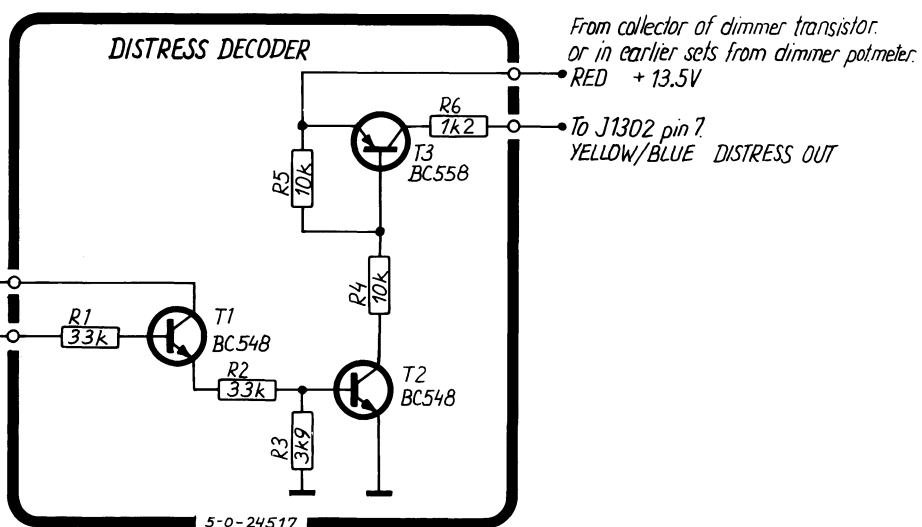 DISTRESS DECODER
From collector of dimmer transistor.
or in earlier sets from dimmer potmeter.
RED +13.5V
R6
1k2
To J1302 pin 7.
YELLOW/BLUE DISTRESS OUT
T3
BC558
R5
10k
R4
10k
R1
33k
T1
BC548
R2
33k
T2
BC548
R3
3k9
5-0-24517